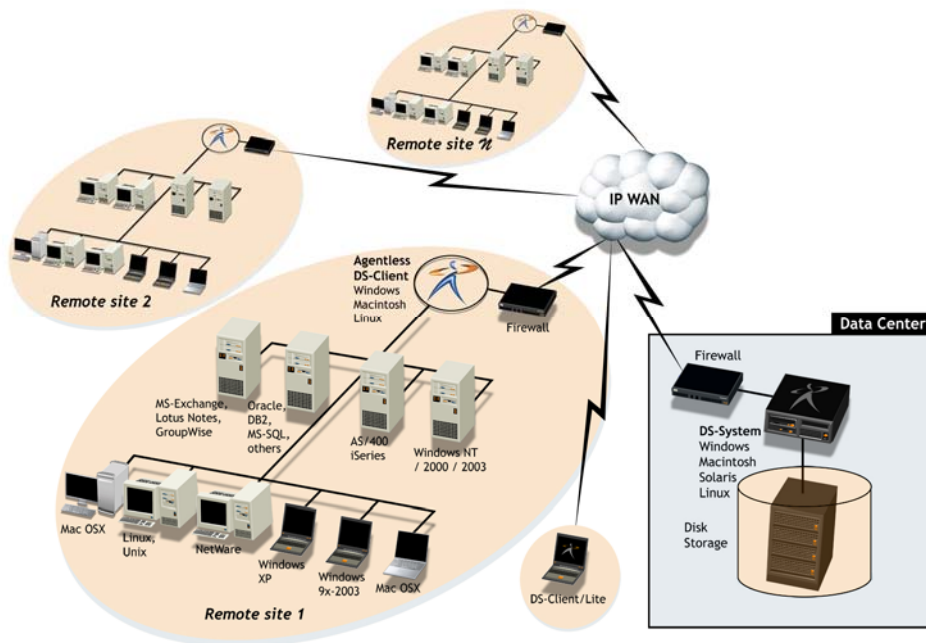 Remote site n
IP WAN
Remote site 2
Agentless
DS-Client
Windows
Macintosh
Linux
Firewall
MS-Exchange,
Lotus Notes,
GroupWise
Oracle,
DB2,
MS-SQL,
others
AS/400
iSeries
Windows NT
/ 2000 / 2003
Mac OSX
Linux,
Unix
NetWare
Windows
XP
Windows
9x-2003
Mac OSX
Remote site 1
DS-Client/Lite
Data Center
Firewall
DS-System
Windows
Macintosh
Solaris
Linux
Disk
Storage